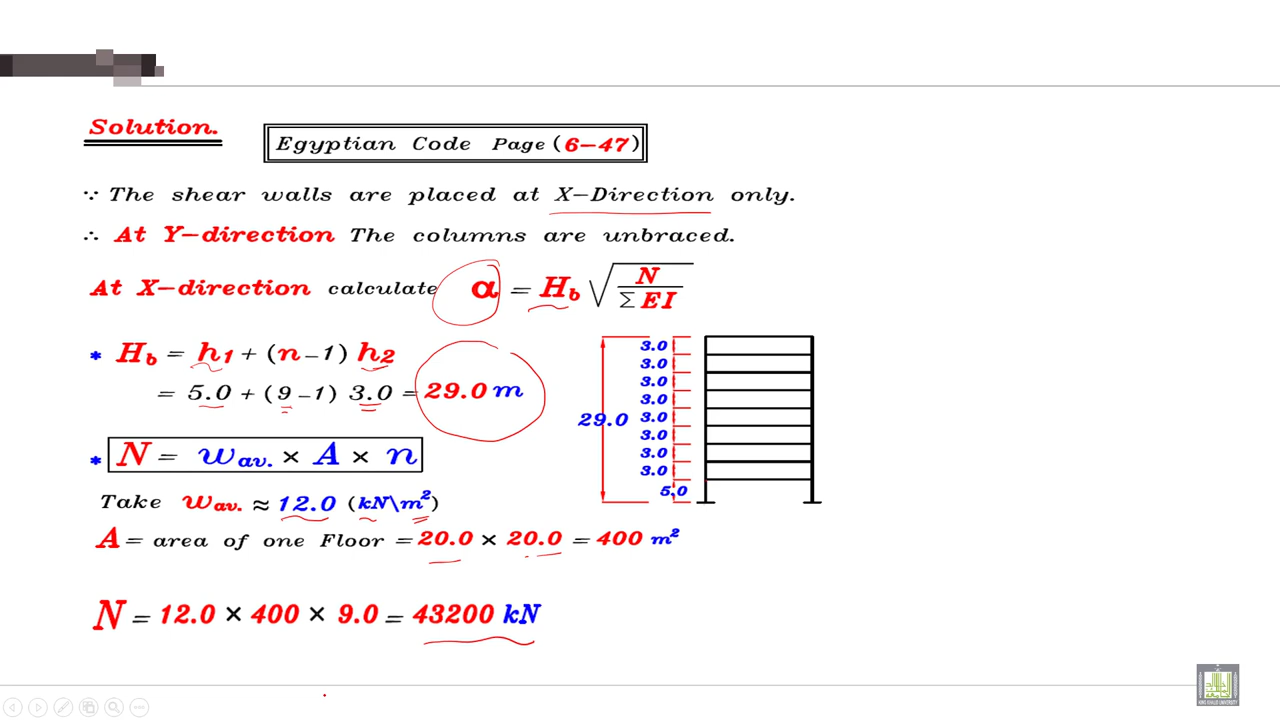 Solution.
Egyptian Code Page (6-47)
∵ The shear walls are placed at X-Direction only.
∴ At Y-direction The columns are unbraced.
At X-direction calculate α = Hb √(N / Σ EI)
* Hb = h1 + (n-1) h2
= 5.0 + (9-1) 3.0 = 29.0 m
* N = wav. × A × n
Take wav. ≈ 12.0 (kN\m²)
A = area of one Floor = 20.0 × 20.0 = 400 m²
N = 12.0 × 400 × 9.0 = 43200 kN
3.0
3.0
3.0
3.0
29.0
3.0
3.0
3.0
3.0
5.0
KING KHALID UNIVERSITY